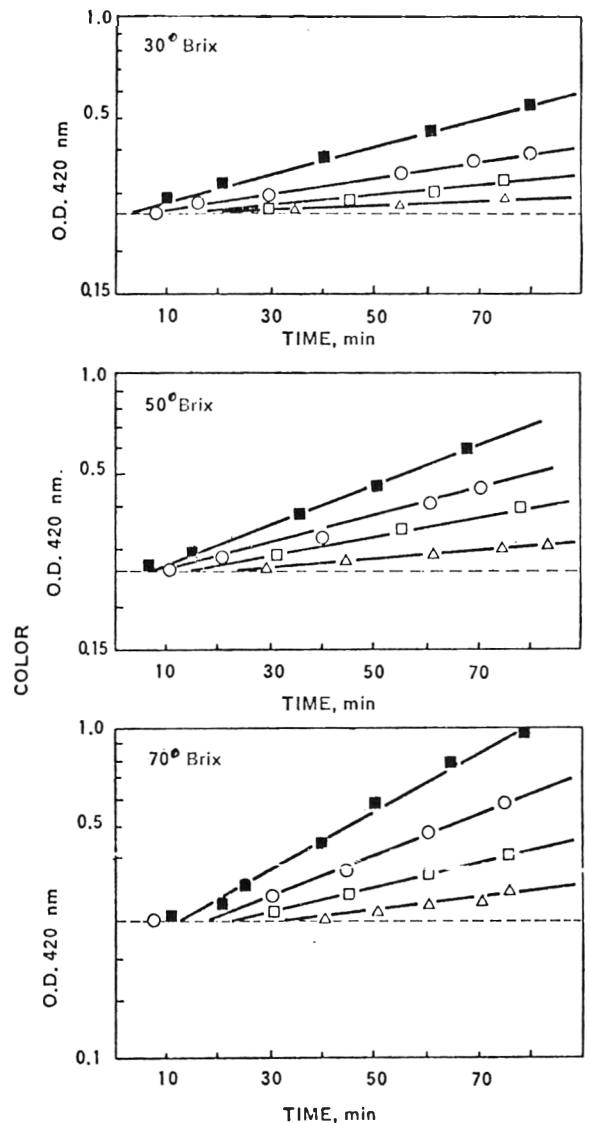 1.0
30° Brix
0.5
O.D. 420 nm
0.15
10 30 50 70
TIME, min
1.0
50° Brix
0.5
O.D. 420 nm.
0.15
10 30 50 70
TIME, min
COLOR
1.0
70° Brix
0.5
O.D. 420 nm
0.1
10 30 50 70
TIME, min